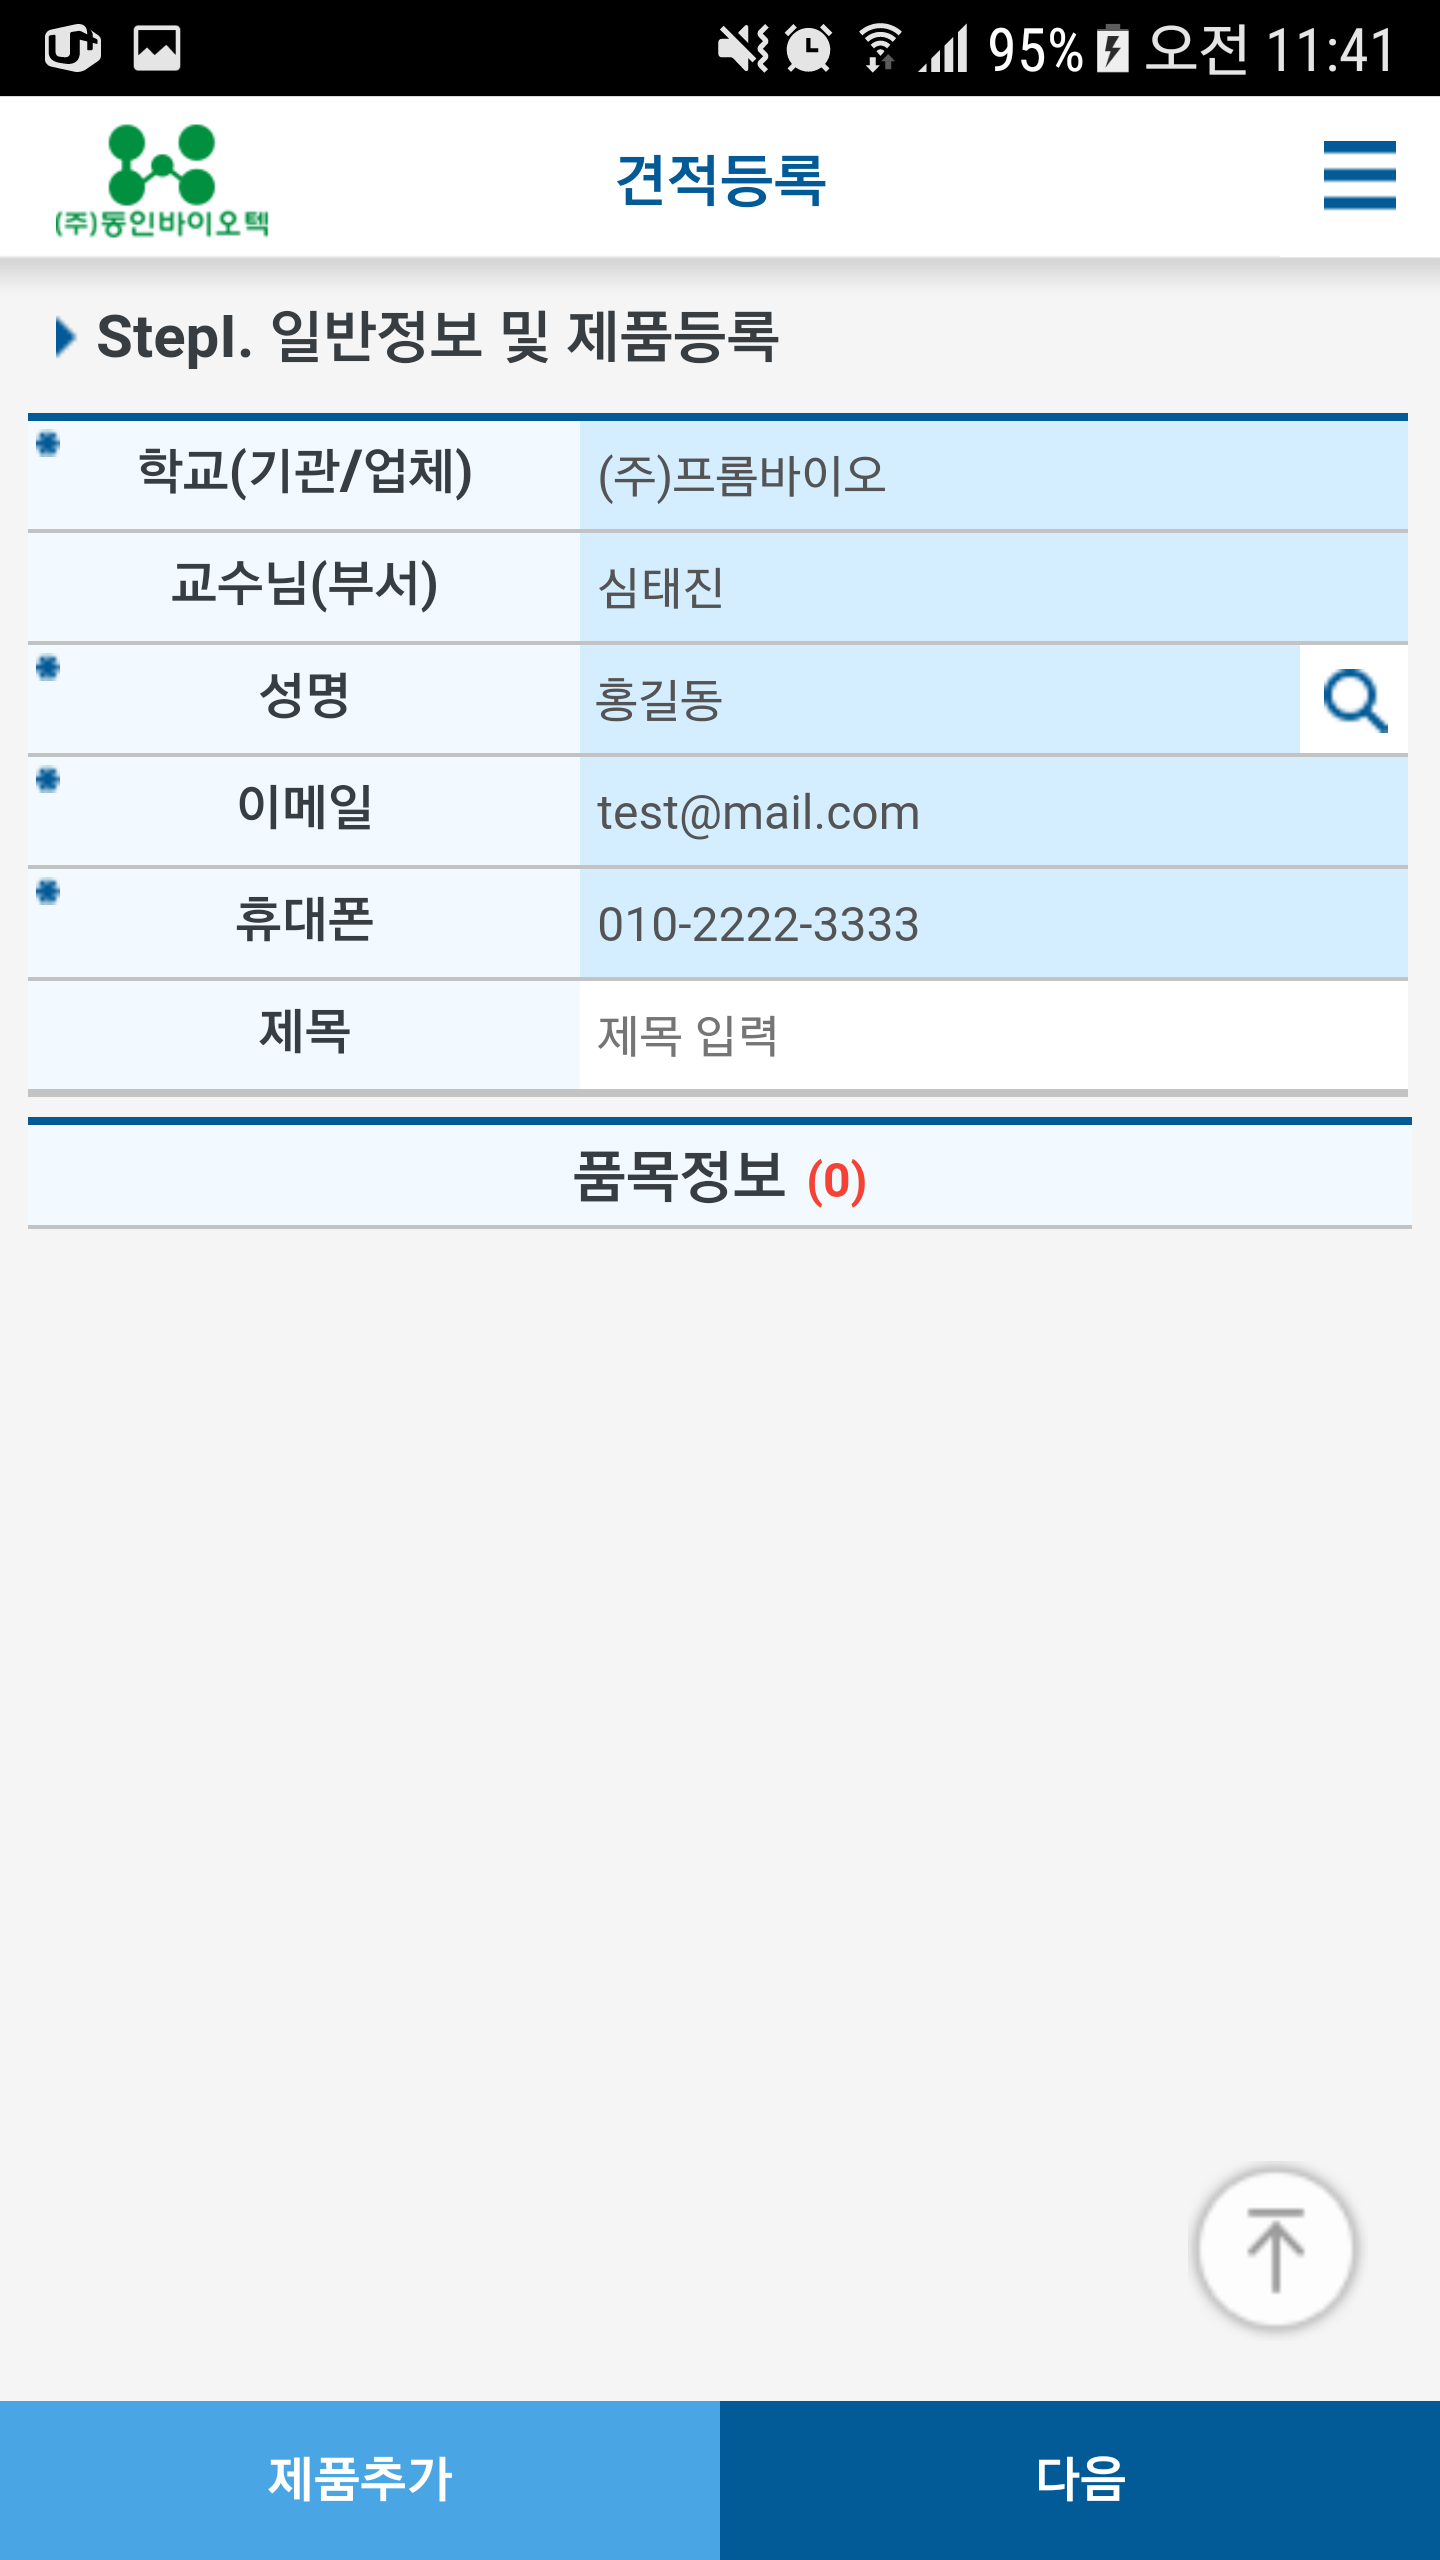 95% 오전 11:41
(주)동인바이오텍
견적등록
StepI. 일반정보 및 제품등록
학교(기관/업체) (주)프롬바이오
교수님(부서) 심태진
성명 홍길동
이메일 test@mail.com
휴대폰 010-2222-3333
제목 제목 입력
품목정보 (0)
제품추가 다음